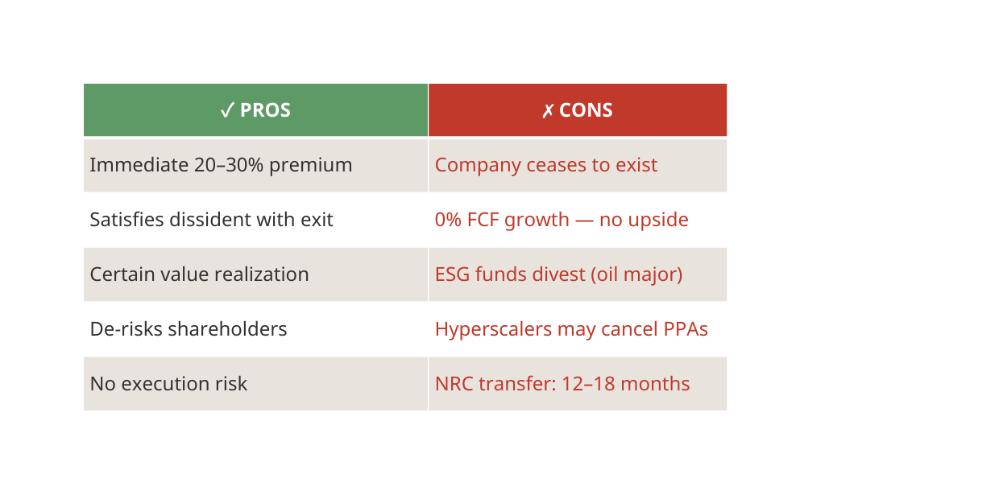 ✓ PROS
✗ CONS
Immediate 20–30% premium
Company ceases to exist
Satisfies dissident with exit
0% FCF growth — no upside
Certain value realization
ESG funds divest (oil major)
De-risks shareholders
Hyperscalers may cancel PPAs
No execution risk
NRC transfer: 12–18 months